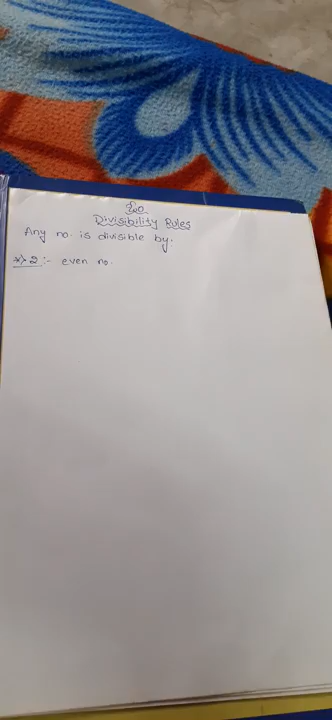 Divisibility Rules
Any no. is divisible by.
*> 2 :- even no.